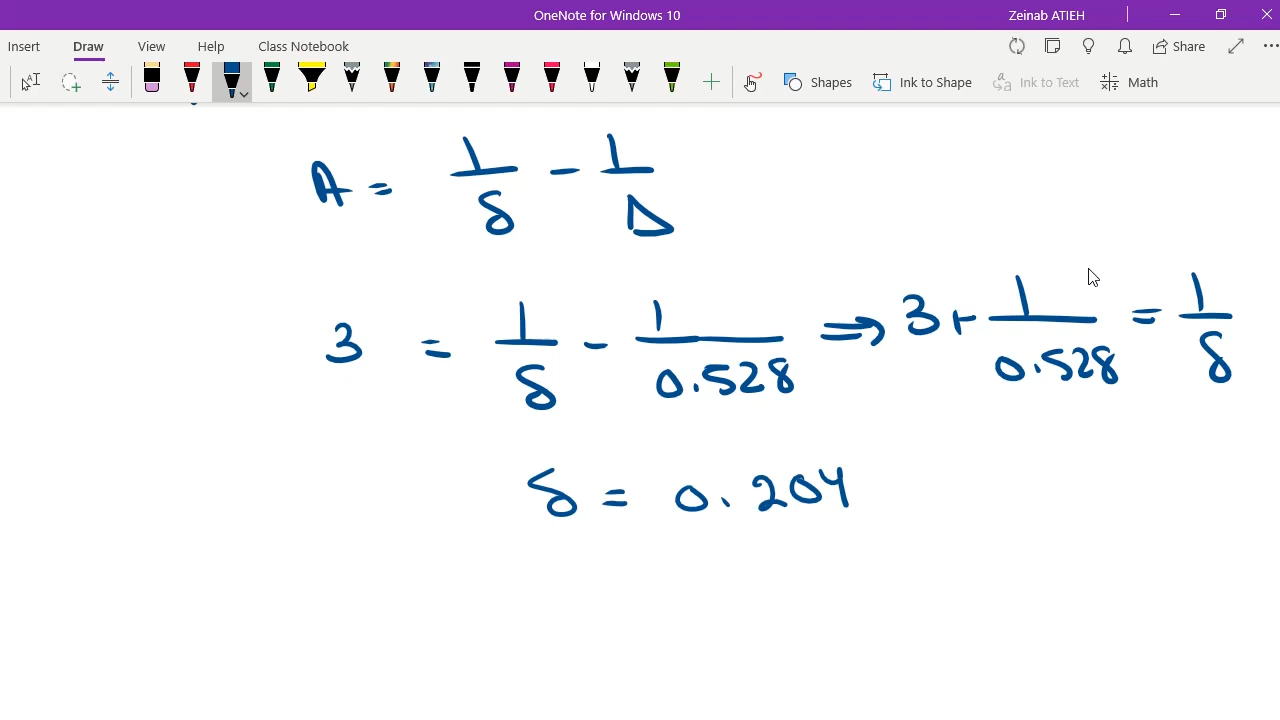 OneNote for Windows 10 Zeinab ATIEH
Insert Draw View Help Class Notebook Share
Shapes Ink to Shape Ink to Text Math
A = 1/δ - 1/Δ
3 = 1/δ - 1/0.528 ⇒ 3 + 1/0.528 = 1/δ
δ = 0.204